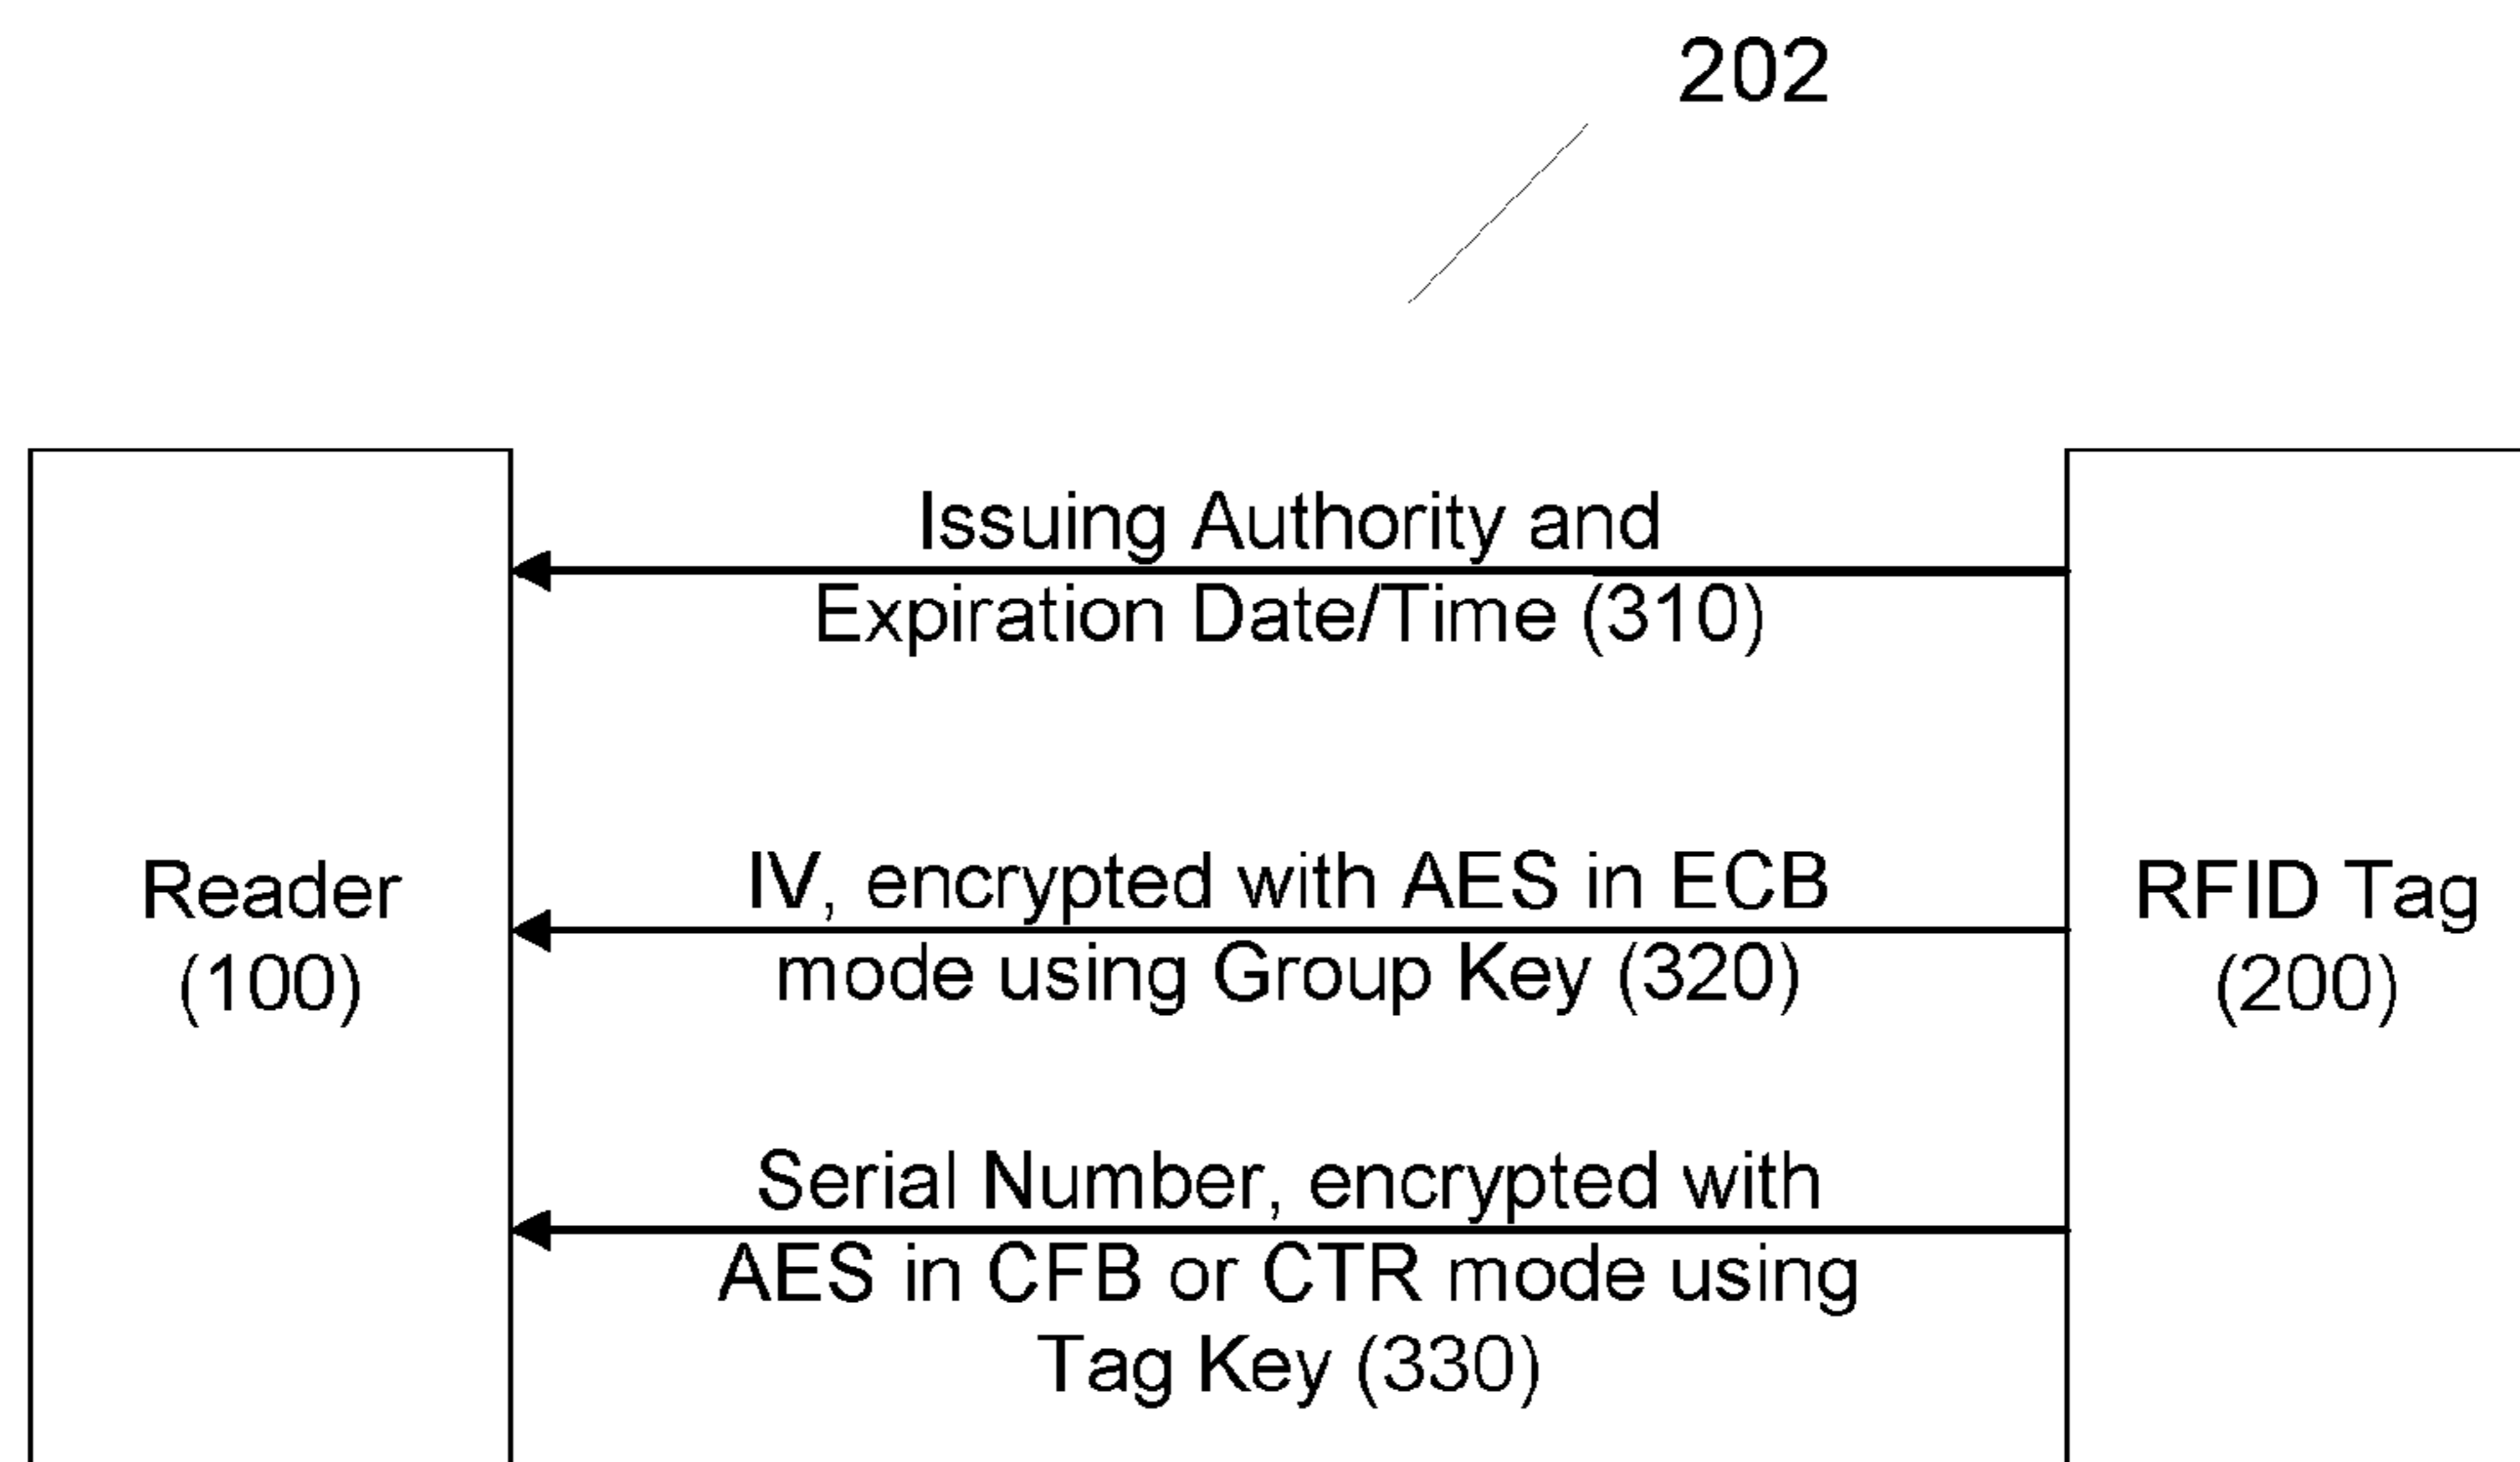 202
Issuing Authority and
Expiration Date/Time (310)
Reader
(100)
IV, encrypted with AES in ECB
mode using Group Key (320)
RFID Tag
(200)
Serial Number, encrypted with
AES in CFB or CTR mode using
Tag Key (330)